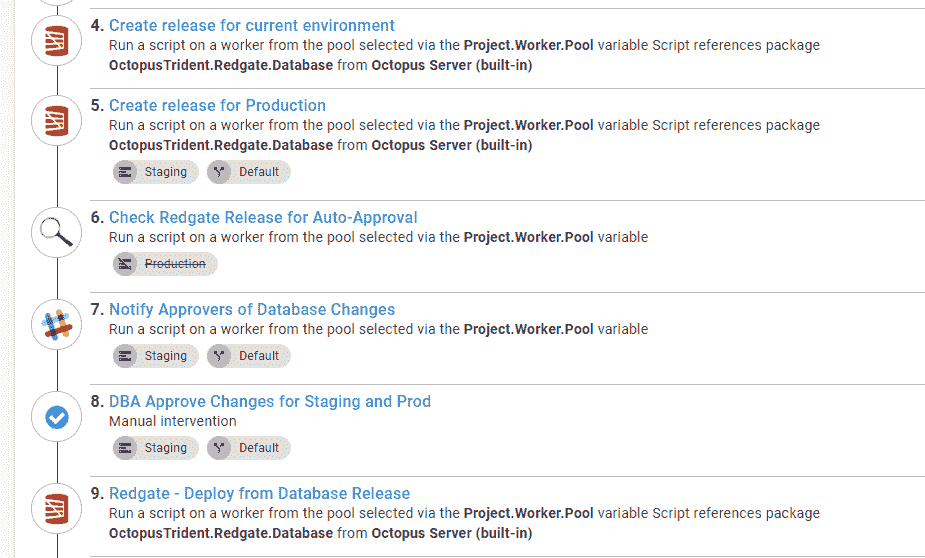 4. Create release for current environment
Run a script on a worker from the pool selected via the Project.Worker.Pool variable Script references package
OctopusTrident.Redgate.Database from Octopus Server (built-in)
5. Create release for Production
Run a script on a worker from the pool selected via the Project.Worker.Pool variable Script references package
OctopusTrident.Redgate.Database from Octopus Server (built-in)
Staging Default
6. Check Redgate Release for Auto-Approval
Run a script on a worker from the pool selected via the Project.Worker.Pool variable
Production
7. Notify Approvers of Database Changes
Run a script on a worker from the pool selected via the Project.Worker.Pool variable
Staging Default
8. DBA Approve Changes for Staging and Prod
Manual intervention
Staging Default
9. Redgate - Deploy from Database Release
Run a script on a worker from the pool selected via the Project.Worker.Pool variable Script references package
OctopusTrident.Redgate.Database from Octopus Server (built-in)